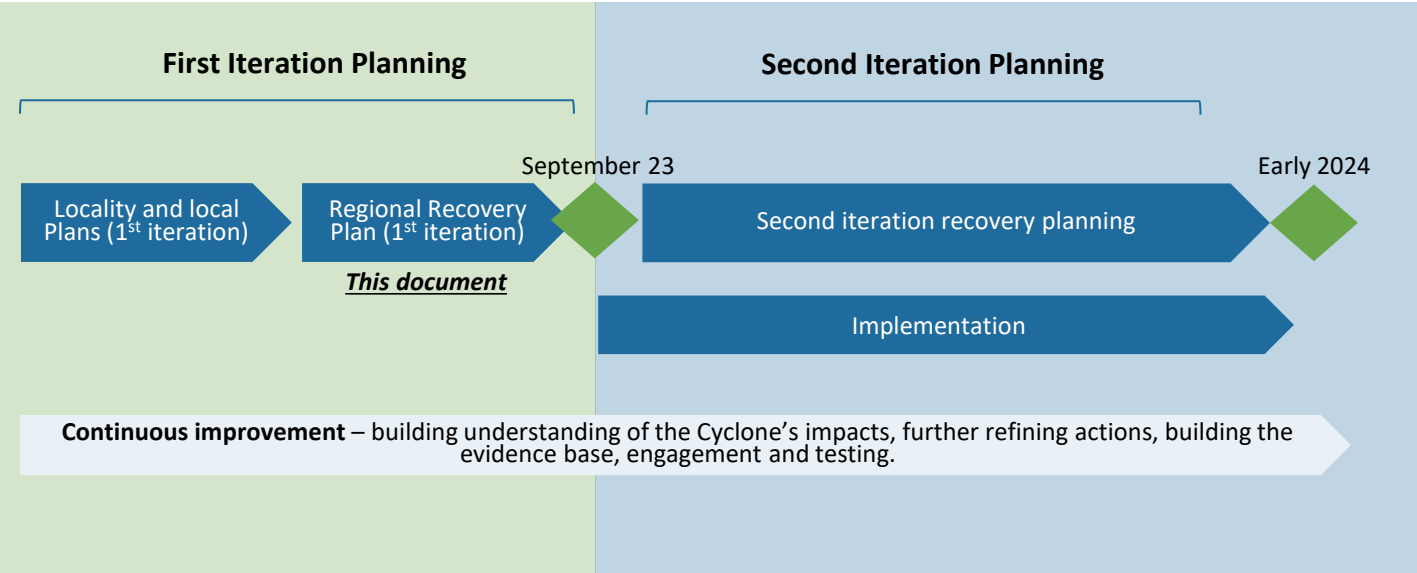 First Iteration Planning
Second Iteration Planning
September 23
Early 2024
Locality and local
Plans (1st iteration)
Regional Recovery
Plan (1st iteration)
This document
Second iteration recovery planning
Implementation
Continuous improvement – building understanding of the Cyclone’s impacts, further refining actions, building the
evidence base, engagement and testing.